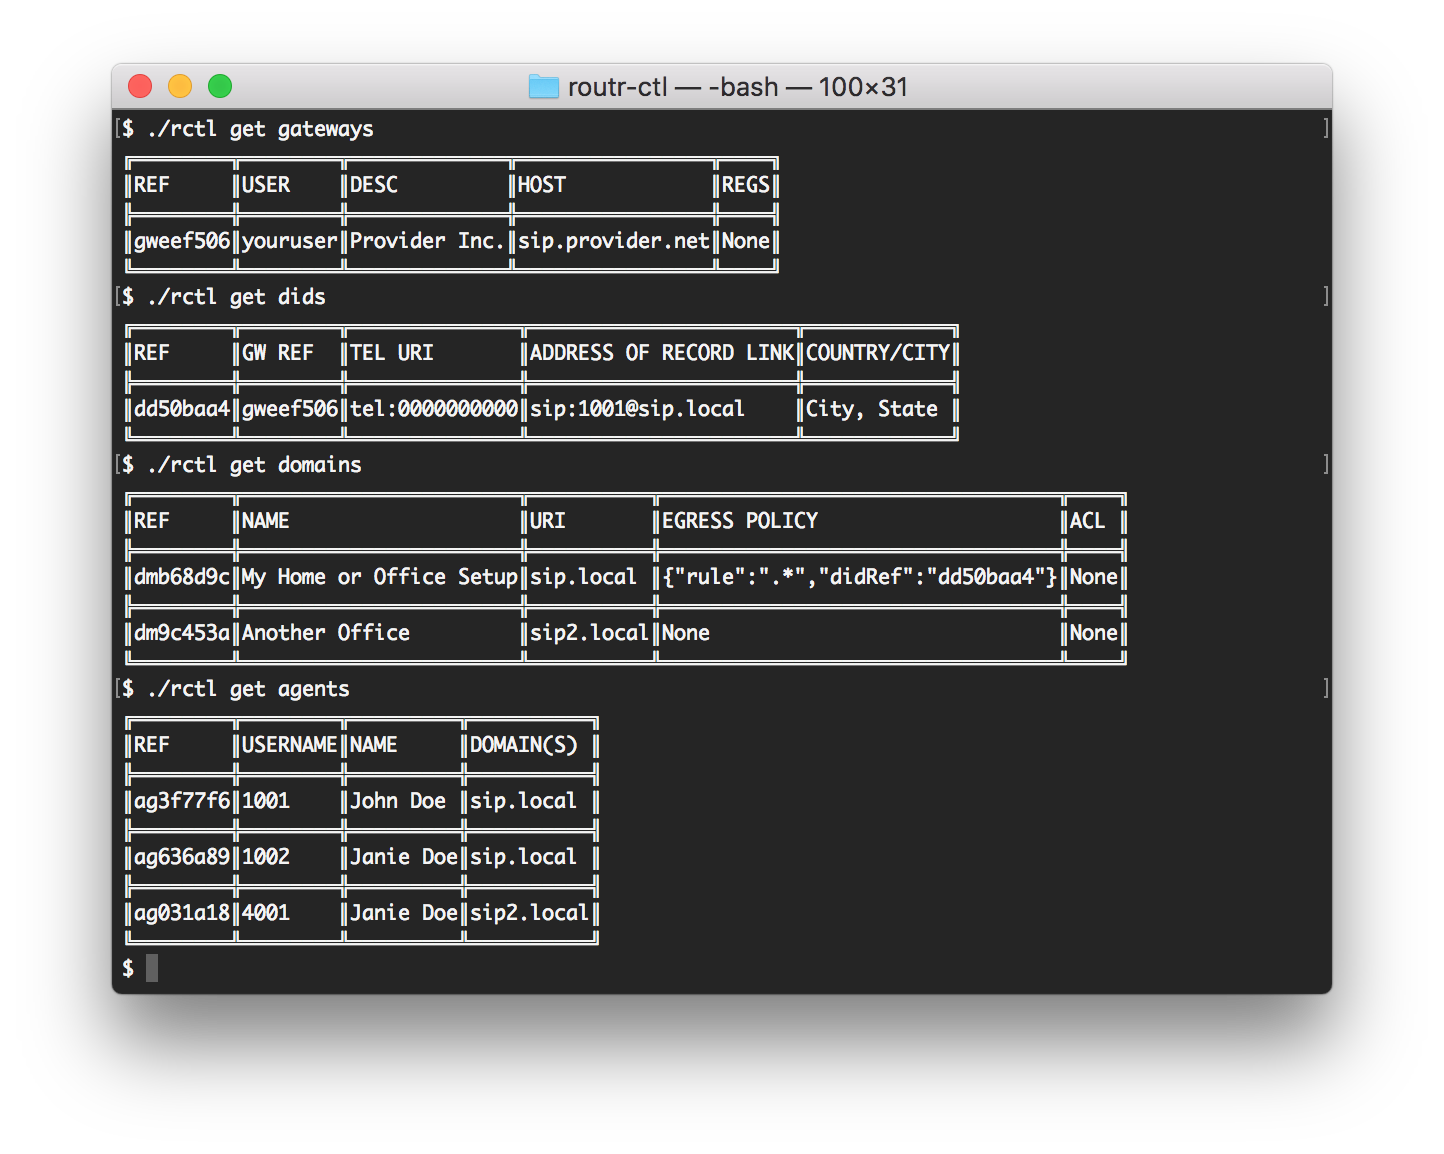 routr-ctl — -bash — 100×31
[$ ./rctl get gateways ]
REF USER DESC HOST REGS
gweef506 youruser Provider Inc. sip.provider.net None
[$ ./rctl get dids ]
REF GW REF TEL URI ADDRESS OF RECORD LINK COUNTRY/CITY
dd50baa4 gweef506 tel:0000000000 sip:1001@sip.local City, State
[$ ./rctl get domains ]
REF NAME URI EGRESS POLICY ACL
dmb68d9c My Home or Office Setup sip.local {"rule":".*","didRef":"dd50baa4"} None
dm9c453a Another Office sip2.local None None
[$ ./rctl get agents ]
REF USERNAME NAME DOMAIN(S)
ag3f77f6 1001 John Doe sip.local
ag636a89 1002 Janie Doe sip.local
ag031a18 4001 Janie Doe sip2.local
$